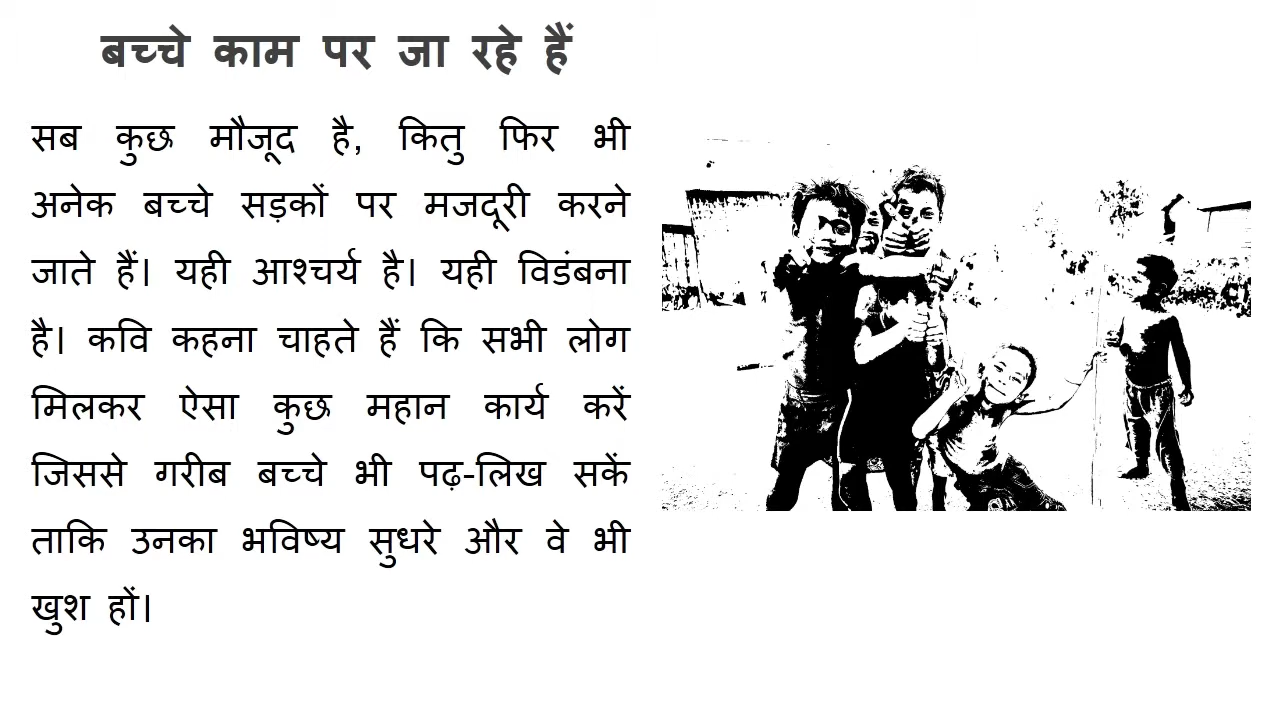 बच्चे काम पर जा रहे हैं
सब कुछ मौजूद है, कितु फिर भी
अनेक बच्चे सड़कों पर मजदूरी करने
जाते हैं। यही आश्चर्य है। यही विडंबना
है। कवि कहना चाहते हैं कि सभी लोग
मिलकर ऐसा कुछ महान कार्य करें
जिससे गरीब बच्चे भी पढ़-लिख सकें
ताकि उनका भविष्य सुधरे और वे भी
खुश हों।